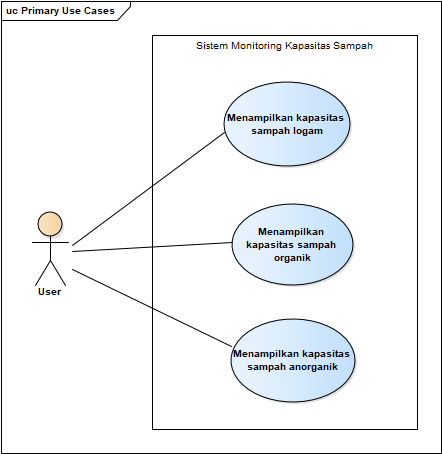 uc Primary Use Cases
Sistem Monitoring Kapasitas Sampah
Menampilkan kapasitas
sampah logam
Menampilkan
kapasitas sampah
organik
User
Menampilkan kapasitas
sampah anorganik